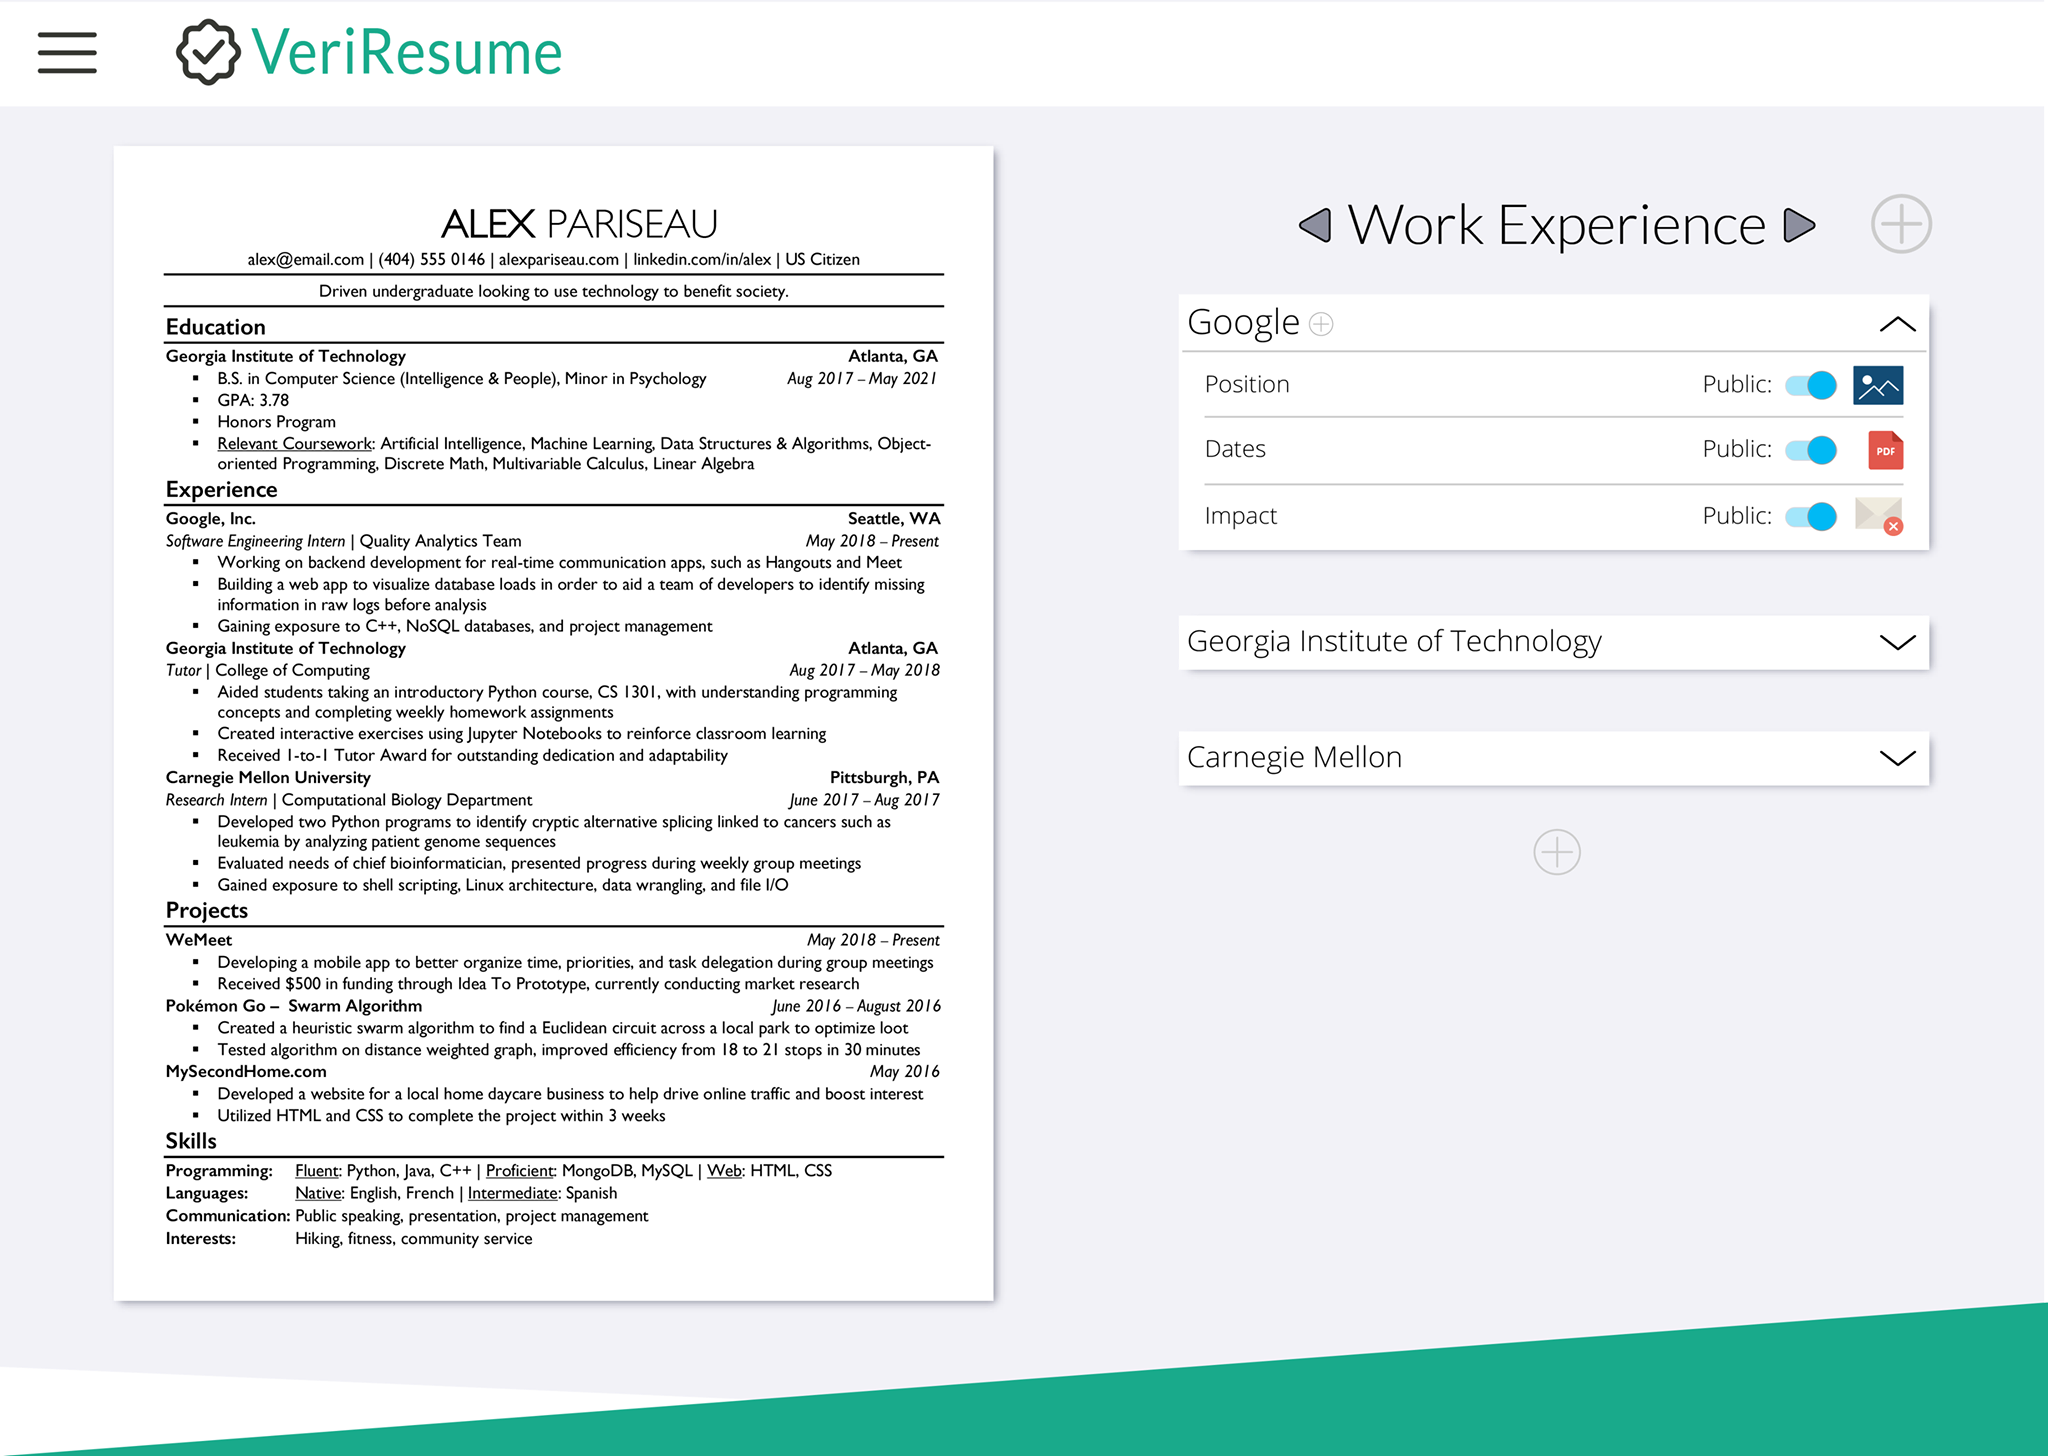 VeriResume
ALEX PARISEAU
alex@email.com | (404) 555 0146 | alexpariseau.com | linkedin.com/in/alex | US Citizen
Driven undergraduate looking to use technology to benefit society.
Education
Georgia Institute of Technology Atlanta, GA
▪ B.S. in Computer Science (Intelligence & People), Minor in Psychology Aug 2017 – May 2021
▪ GPA: 3.78
▪ Honors Program
▪ Relevant Coursework: Artificial Intelligence, Machine Learning, Data Structures & Algorithms, Object-
oriented Programming, Discrete Math, Multivariable Calculus, Linear Algebra
Experience
Google, Inc. Seattle, WA
Software Engineering Intern | Quality Analytics Team May 2018 – Present
▪ Working on backend development for real-time communication apps, such as Hangouts and Meet
▪ Building a web app to visualize database loads in order to aid a team of developers to identify missing
information in raw logs before analysis
▪ Gaining exposure to C++, NoSQL databases, and project management
Georgia Institute of Technology Atlanta, GA
Tutor | College of Computing Aug 2017 – May 2018
▪ Aided students taking an introductory Python course, CS 1301, with understanding programming
concepts and completing weekly homework assignments
▪ Created interactive exercises using Jupyter Notebooks to reinforce classroom learning
▪ Received 1-to-1 Tutor Award for outstanding dedication and adaptability
Carnegie Mellon University Pittsburgh, PA
Research Intern | Computational Biology Department June 2017 – Aug 2017
▪ Developed two Python programs to identify cryptic alternative splicing linked to cancers such as
leukemia by analyzing patient genome sequences
▪ Evaluated needs of chief bioinformatician, presented progress during weekly group meetings
▪ Gained exposure to shell scripting, Linux architecture, data wrangling, and file I/O
Projects
WeMeet May 2018 – Present
▪ Developing a mobile app to better organize time, priorities, and task delegation during group meetings
▪ Received $500 in funding through Idea To Prototype, currently conducting market research
Pokémon Go – Swarm Algorithm June 2016 – August 2016
▪ Created a heuristic swarm algorithm to find a Euclidean circuit across a local park to optimize loot
▪ Tested algorithm on distance weighted graph, improved efficiency from 18 to 21 stops in 30 minutes
MySecondHome.com May 2016
▪ Developed a website for a local home daycare business to help drive online traffic and boost interest
▪ Utilized HTML and CSS to complete the project within 3 weeks
Skills
Programming: Fluent: Python, Java, C++ | Proficient: MongoDB, MySQL | Web: HTML, CSS
Languages: Native: English, French | Intermediate: Spanish
Communication: Public speaking, presentation, project management
Interests: Hiking, fitness, community service
Work Experience
Google
Position Public:
Dates Public: PDF
Impact Public:
Georgia Institute of Technology
Carnegie Mellon